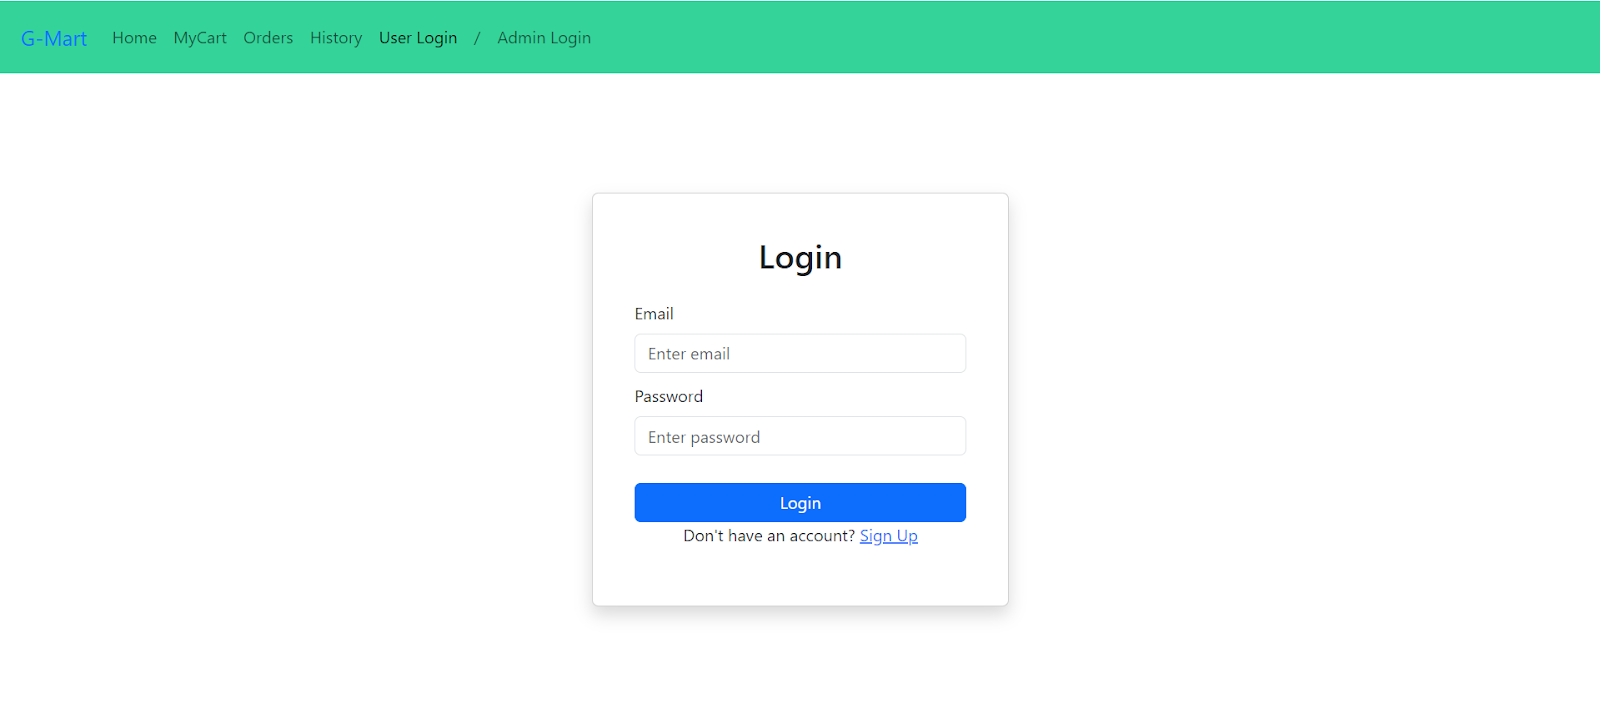 G-Mart Home MyCart Orders History User Login / Admin Login
Login
Email
Enter email
Password
Enter password
Login
Don't have an account? Sign Up